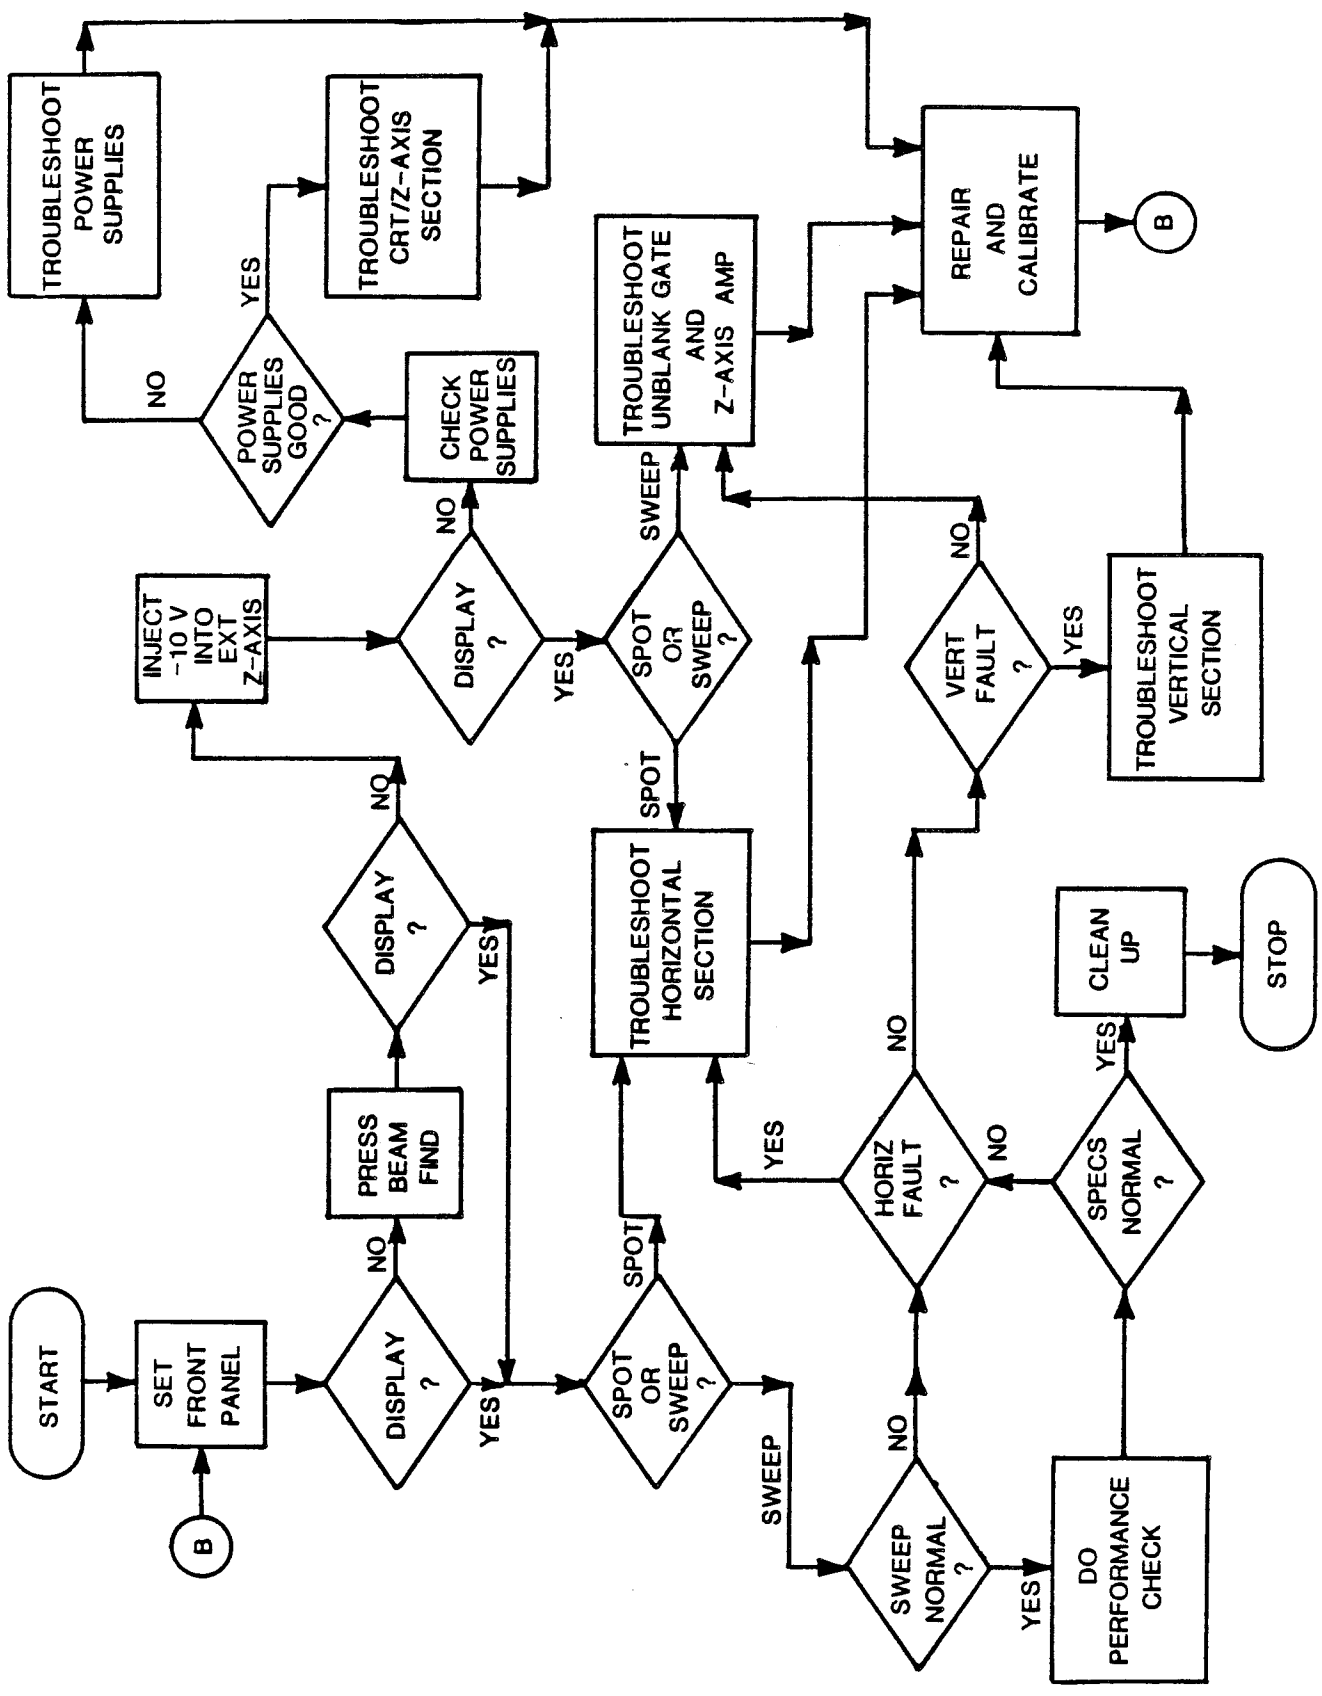 START
B
SET
FRONT
PANEL
DISPLAY
?
NO
YES
PRESS
BEAM
FIND
DISPLAY
?
NO
YES
INJECT
-10 V
INTO
EXT
Z-AXIS
DISPLAY
?
NO
YES
CHECK
POWER
SUPPLIES
POWER
SUPPLIES
GOOD
?
NO
YES
TROUBLESHOOT
POWER
SUPPLIES
TROUBLESHOOT
CRT/Z-AXIS
SECTION
SPOT
OR
SWEEP
?
SPOT
SWEEP
TROUBLESHOOT
HORIZONTAL
SECTION
SPOT
OR
SWEEP
?
SPOT
SWEEP
TROUBLESHOOT
UNBLANK GATE
AND
Z-AXIS AMP
SWEEP
NORMAL
?
NO
YES
HORIZ
FAULT
?
YES
NO
VERT
FAULT
?
NO
YES
TROUBLESHOOT
VERTICAL
SECTION
REPAIR
AND
CALIBRATE
B
DO
PERFORMANCE
CHECK
SPECS
NORMAL
?
NO
YES
CLEAN
UP
STOP